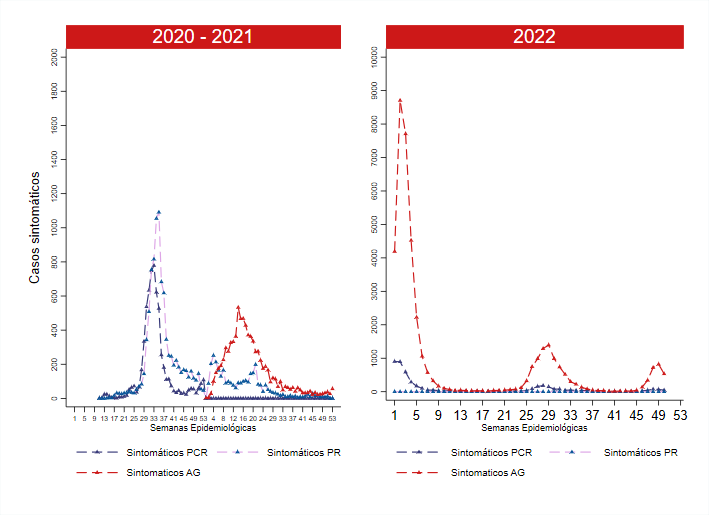 2020 - 2021
2022
Casos sintomáticos
0 200 400 600 800 1000 1200 1400 1600 1800 2000
1 5 9 13 17 21 25 29 33 37 41 45 49 53 4 8 12 16 20 24 29 33 37 41 45 49 53
Semanas Epidemiológicas
Sintomáticos PCR
Sintomáticos PR
Sintomaticos AG
0 1000 2000 3000 4000 5000 6000 7000 8000 9000 10000
1 5 9 13 17 21 25 29 33 37 41 45 49 53
Semanas Epidemiológicas
Sintomáticos PCR
Sintomáticos PR
Sintomaticos AG